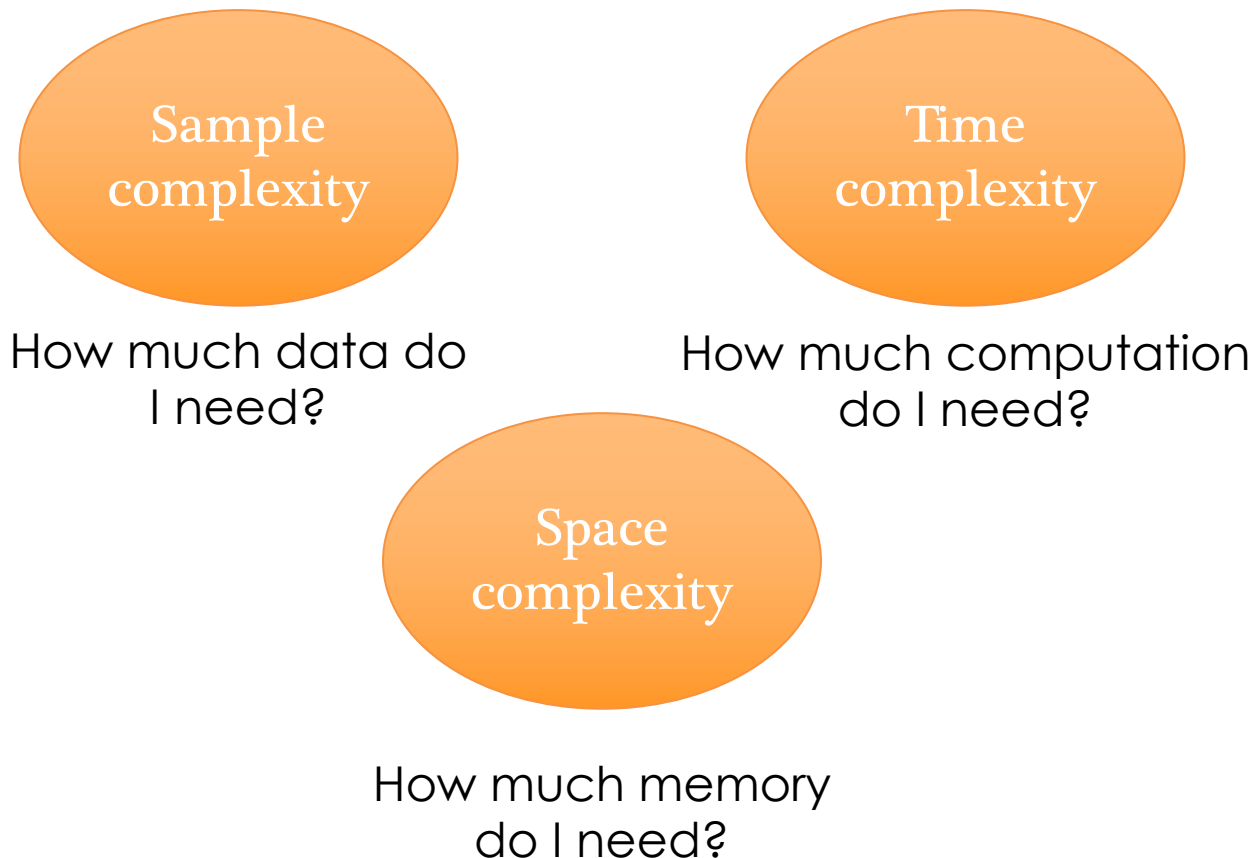 Sample
complexity
How much data do
I need?
Time
complexity
How much computation
do I need?
Space
complexity
How much memory
do I need?